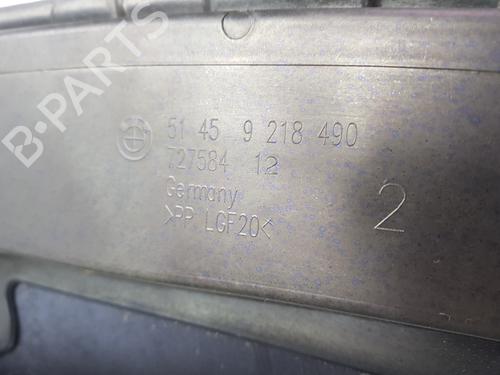 B-PARTS
51 45 9 218 490
727584 12
Germany
>PP LGF20<
2